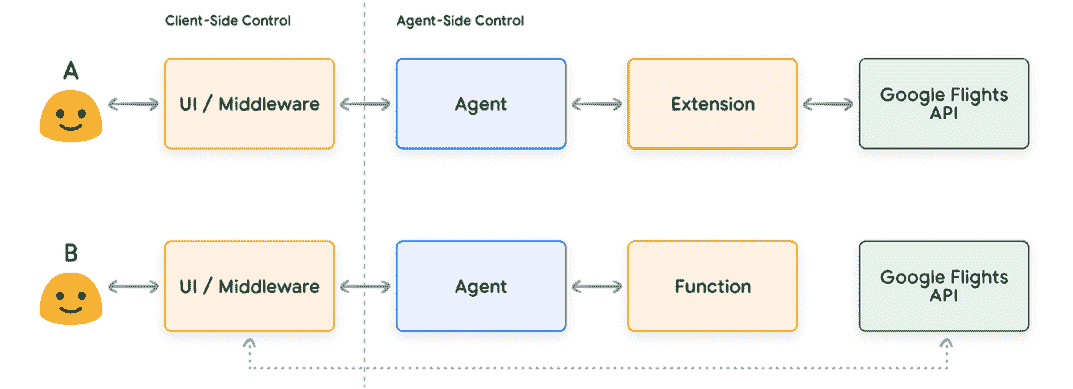 Client-Side Control
Agent-Side Control
A
UI / Middleware
Agent
Extension
Google Flights
API
B
UI / Middleware
Agent
Function
Google Flights
API